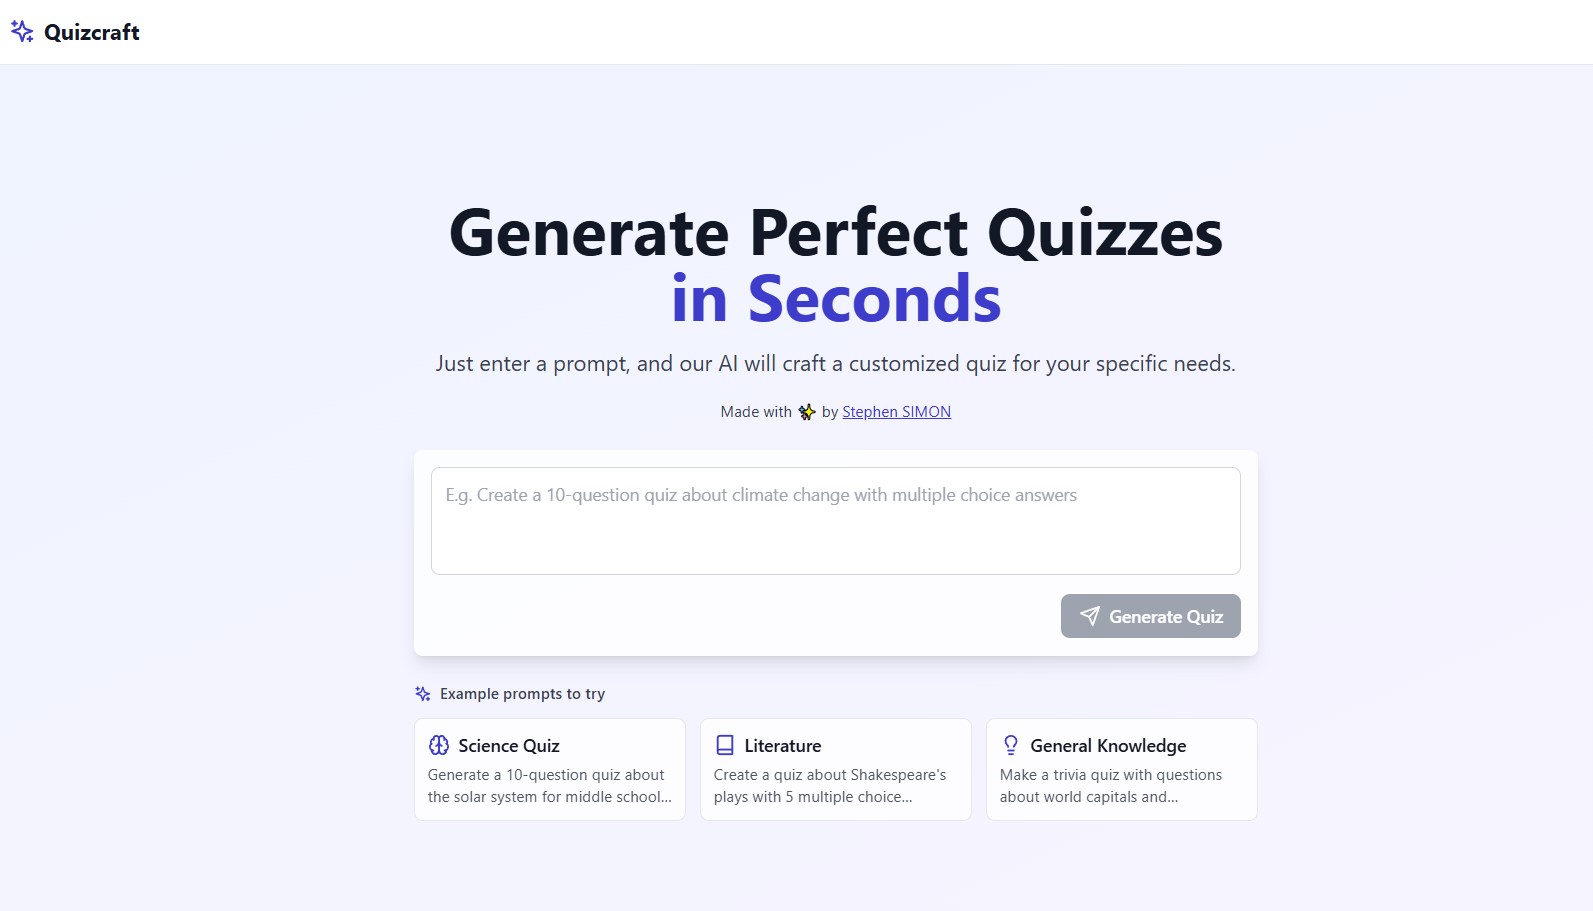 Quizcraft
Generate Perfect Quizzes
in Seconds
Just enter a prompt, and our AI will craft a customized quiz for your specific needs.
Made with ✨ by Stephen SIMON
E.g. Create a 10-question quiz about climate change with multiple choice answers
Generate Quiz
Example prompts to try
Science Quiz
Generate a 10-question quiz about
the solar system for middle school...
Literature
Create a quiz about Shakespeare's
plays with 5 multiple choice...
General Knowledge
Make a trivia quiz with questions
about world capitals and...